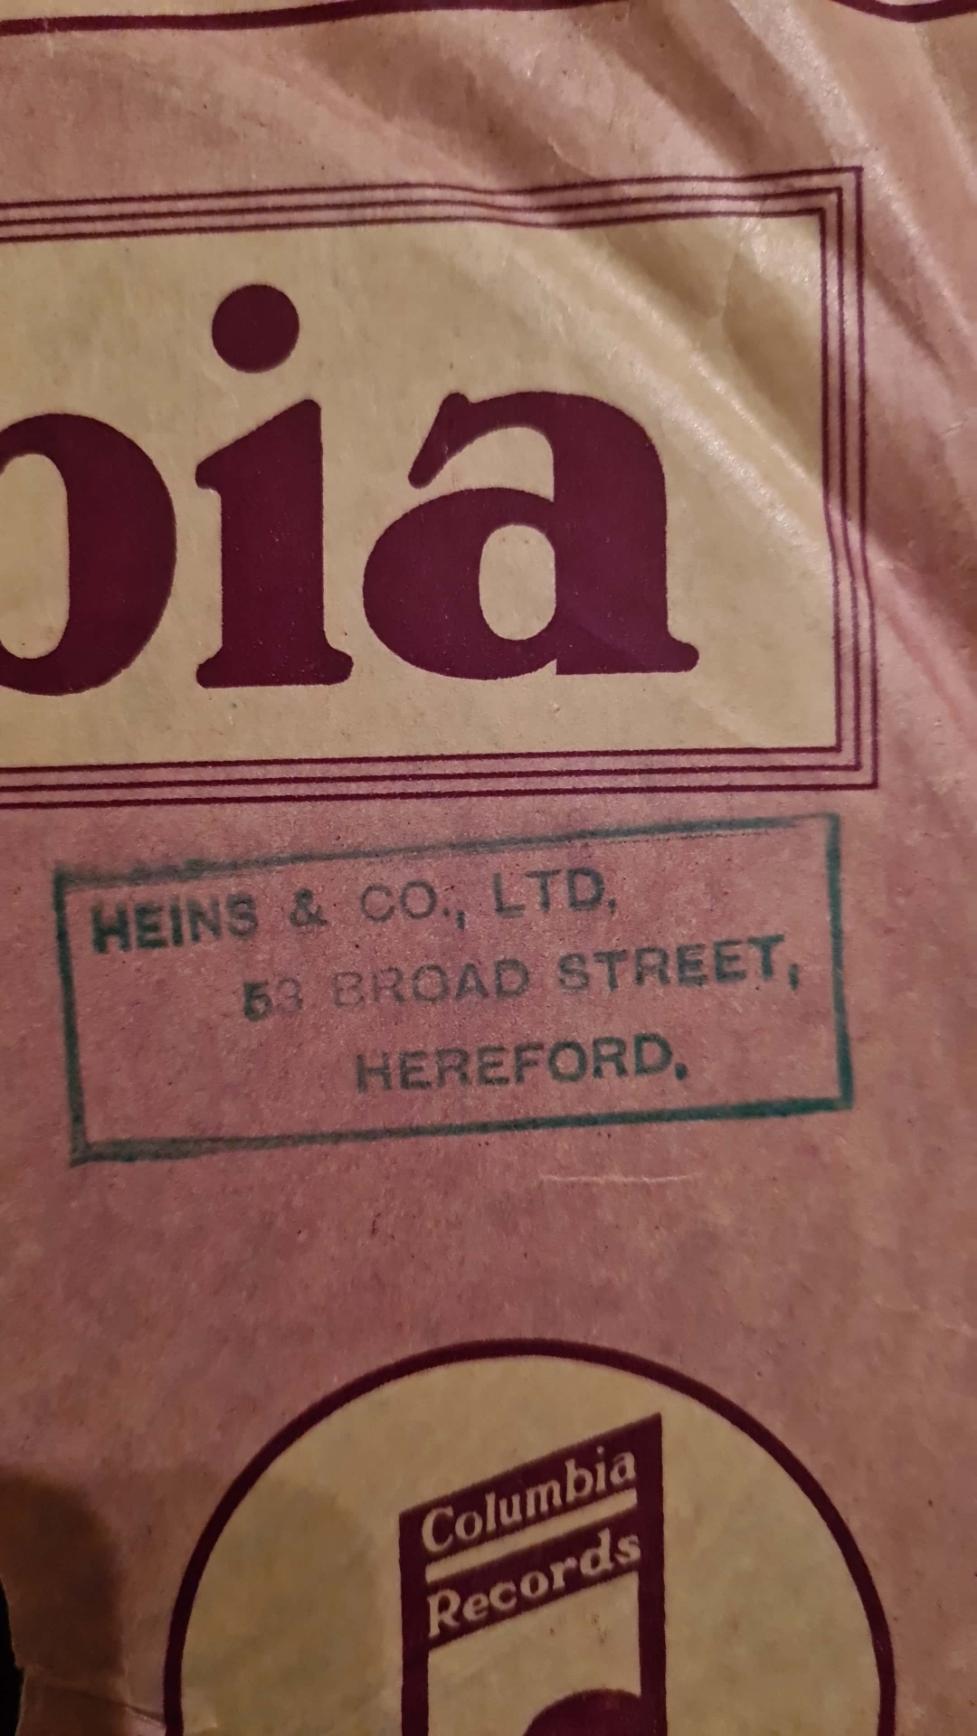 bia
HEINS & CO., LTD,
53 BROAD STREET,
HEREFORD.
Columbia
Records